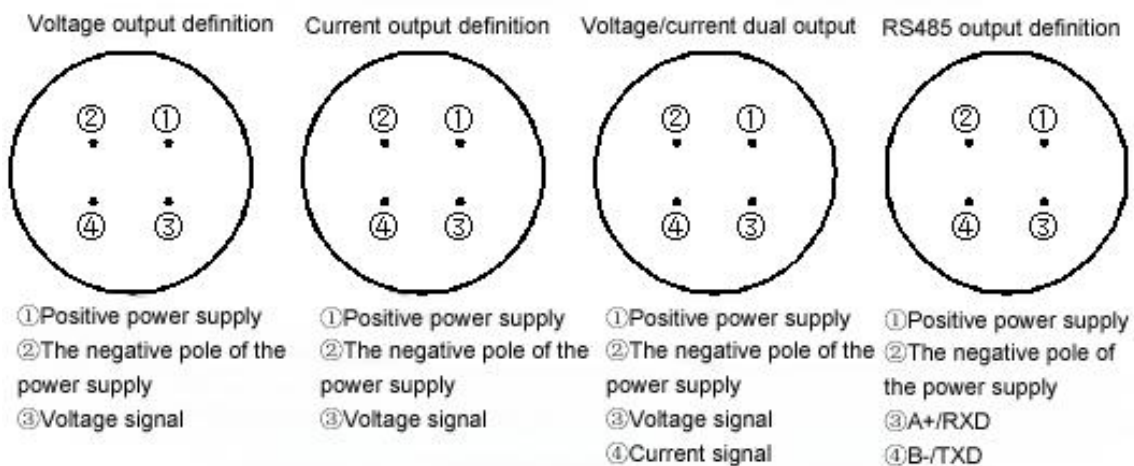 Voltage output definition
Current output definition
Voltage/current dual output
RS485 output definition
② ①
④ ③
② ①
④ ③
② ①
④ ③
② ①
④ ③
①Positive power supply
②The negative pole of the
power supply
③Voltage signal
①Positive power supply
②The negative pole of the
power supply
③Voltage signal
①Positive power supply
②The negative pole of the
power supply
③Voltage signal
④Current signal
①Positive power supply
②The negative pole of
the power supply
③A+/RXD
④B-/TXD